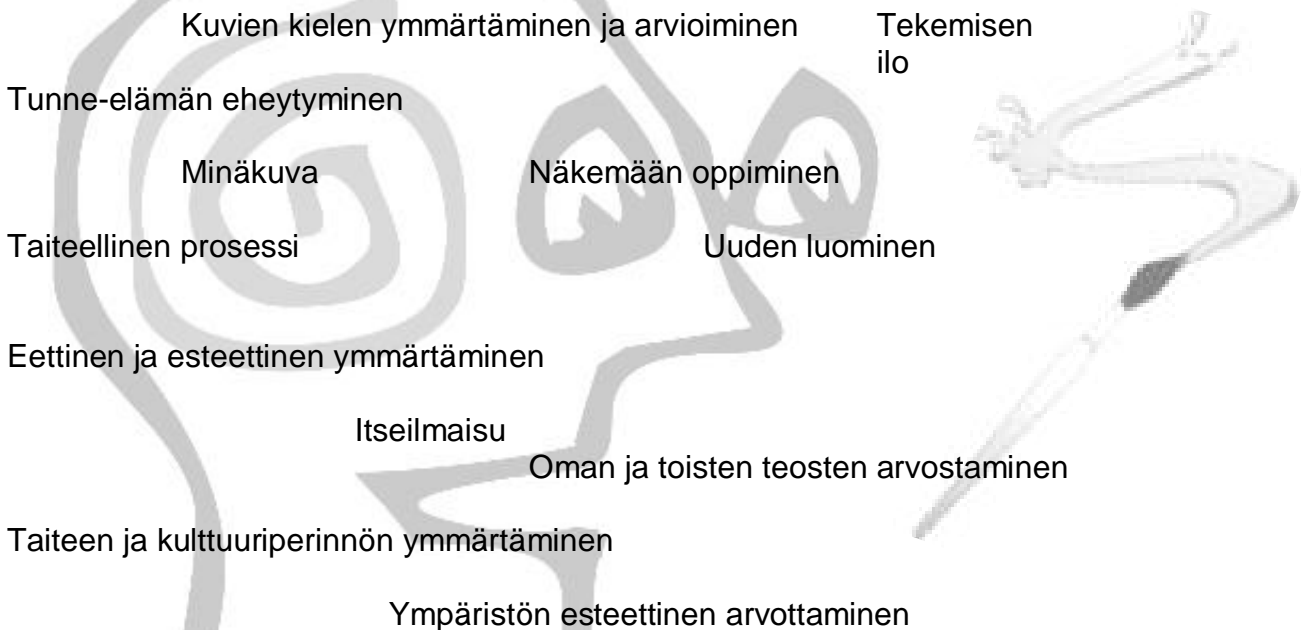 Kuvien kielen ymmärtäminen ja arvioiminen Tekemisen
ilo
Tunne-elämän eheytyminen
Minäkuva Näkemään oppiminen
Taiteellinen prosessi Uuden luominen
Eettinen ja esteettinen ymmärtäminen
Itseilmaisu
Oman ja toisten teosten arvostaminen
Taiteen ja kulttuuriperinnön ymmärtäminen
Ympäristön esteettinen arvottaminen